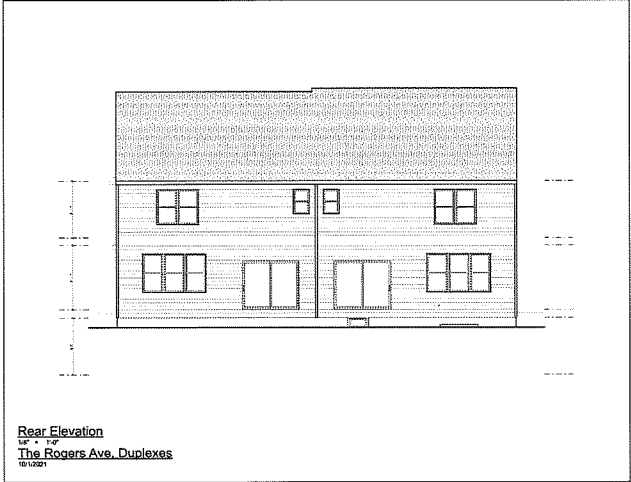 Rear Elevation
1/8" = 1'-0"
The Rogers Ave, Duplexes
10/1/2021